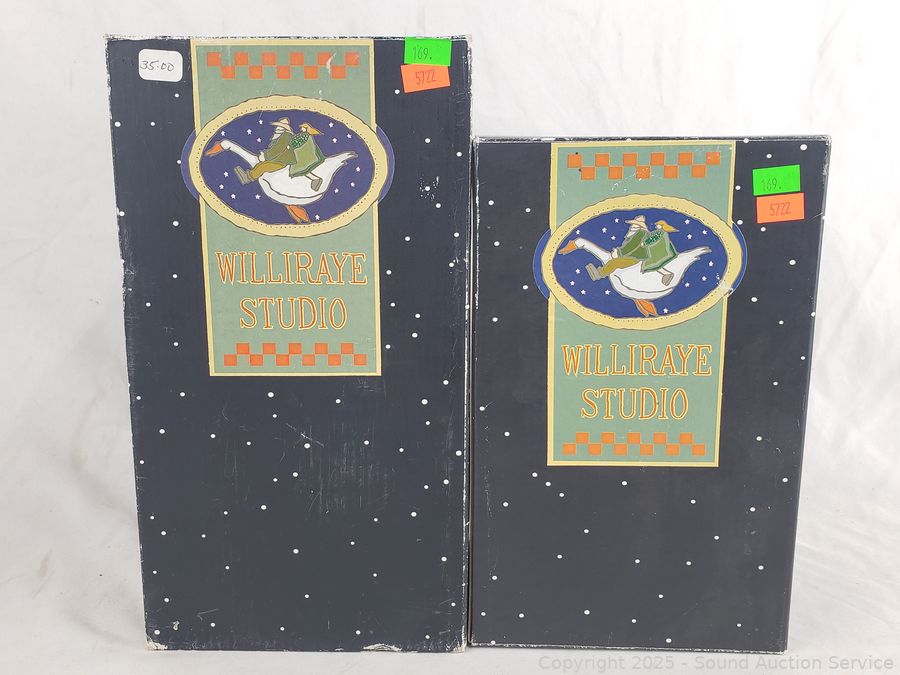 35.00
169.
5722
WILLIRAYE
STUDIO
169.
5722
WILLIRAYE
STUDIO
Copyright 2025 - Sound Auction Service